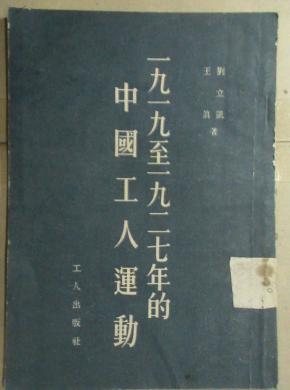 劉立凱
王真 著
一九一九至一九二七年的
中國工人運動
工人出版社